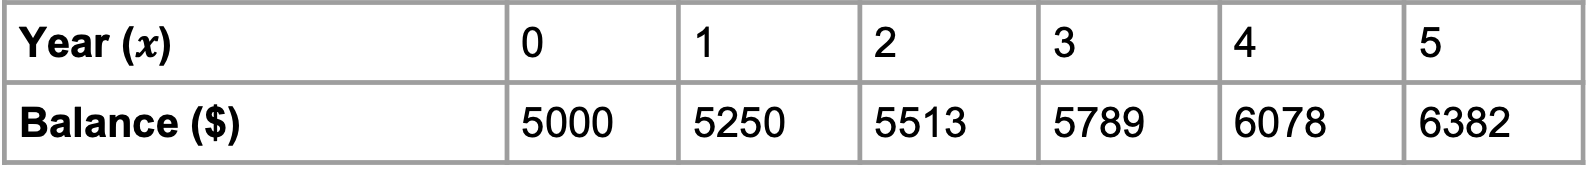 Year (x) 0 1 2 3 4 5
Balance ($) 5000 5250 5513 5789 6078 6382